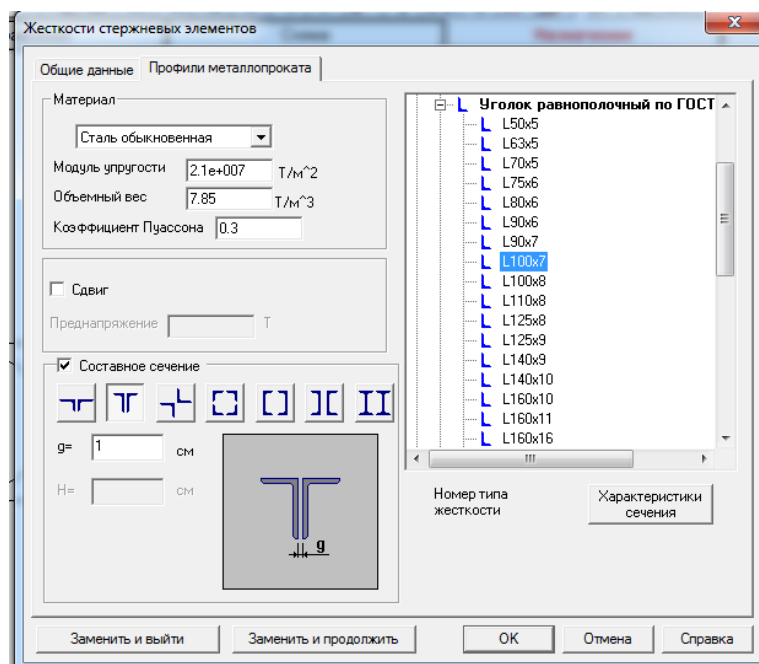 Жесткости стержневых элементов
Общие данные
Профили металлопроката
Материал
Сталь обыкновенная
Модуль упругости 2.1e+007 Т/м^2
Объемный вес 7.85 Т/м^3
Коэффициент Пуассона 0.3
Сдвиг
Преднапряжение Т
Составное сечение
g= 1 см
H= см
g
Уголок равнополочный по ГОСТ
L50x5
L63x5
L70x5
L75x6
L80x6
L90x6
L90x7
L100x7
L100x8
L110x8
L125x8
L125x9
L140x9
L140x10
L160x10
L160x11
L160x16
Номер типа
жесткости
Характеристики
сечения
Заменить и выйти
Заменить и продолжить
OK
Отмена
Справка